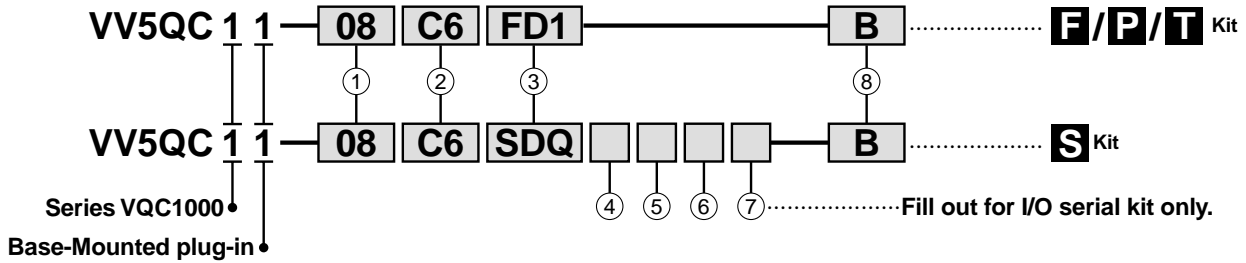 VV5QC 1 1 — 08 C6 FD1 — B .................... F/P/T Kit
1 2 3 8
VV5QC 1 1 — 08 C6 SDQ — B .................... S Kit
4 5 6 7 ....................Fill out for I/O serial kit only.
Series VQC1000
Base-Mounted plug-in